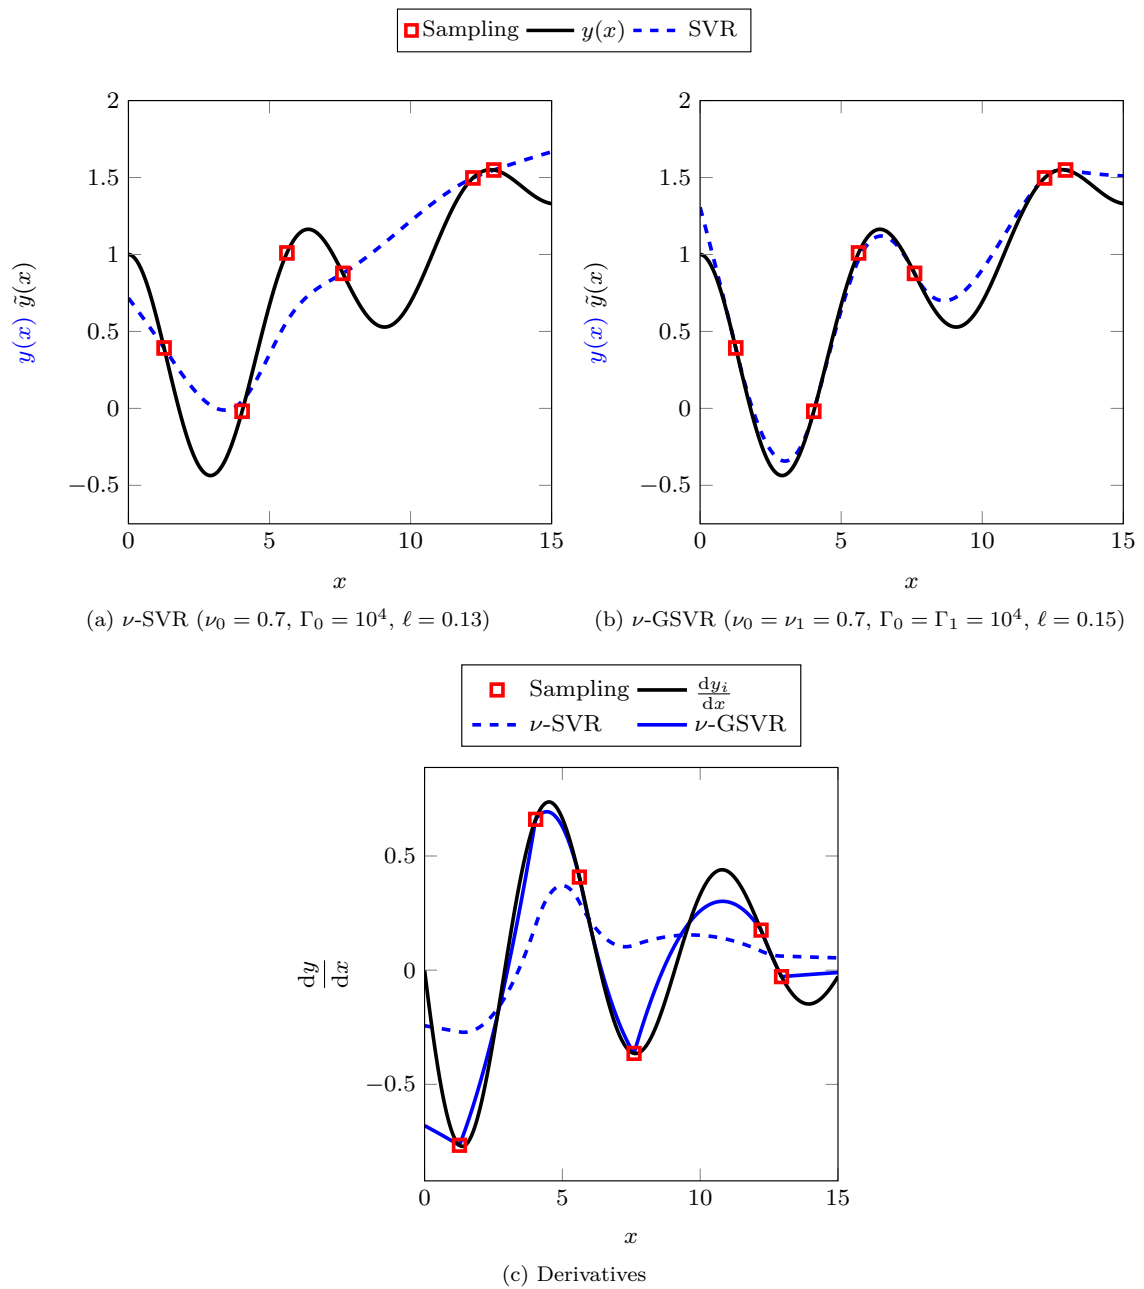 Sampling y(x) SVR
2
1.5
1
0.5
0
−0.5
0 5 10 15
x
y(x) ỹ(x)
(a) ν-SVR (ν₀ = 0.7, Γ₀ = 10⁴, ℓ = 0.13)
2
1.5
1
0.5
0
−0.5
0 5 10 15
x
y(x) ỹ(x)
(b) ν-GSVR (ν₀ = ν₁ = 0.7, Γ₀ = Γ₁ = 10⁴, ℓ = 0.15)
Sampling dyᵢ/dx
ν-SVR ν-GSVR
0.5
0
−0.5
0 5 10 15
x
dy/dx
(c) Derivatives